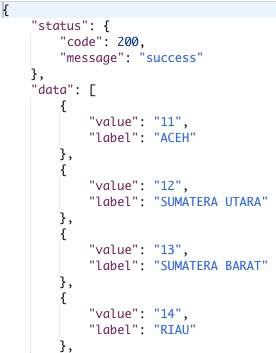 {
    "status": {
        "code": 200,
        "message": "success"
    },
    "data": [
        {
            "value": "11",
            "label": "ACEH"
        },
        {
            "value": "12",
            "label": "SUMATERA UTARA"
        },
        {
            "value": "13",
            "label": "SUMATERA BARAT"
        },
        {
            "value": "14",
            "label": "RIAU"
        },